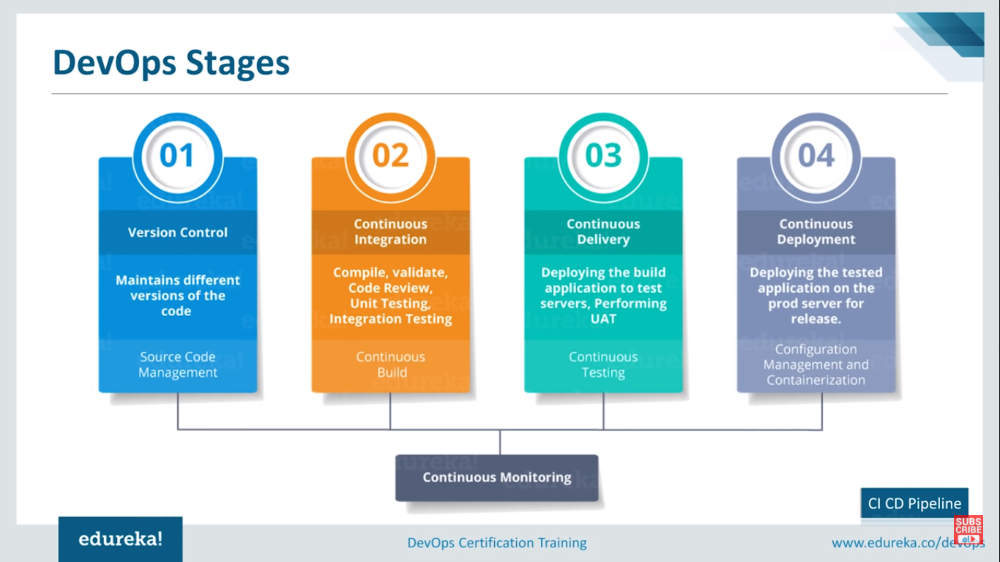 DevOps Stages
01
Version Control
Maintains different
versions of the
code
Source Code
Management
02
Continuous
Integration
Compile, validate,
Code Review,
Unit Testing,
Integration Testing
Continuous
Build
03
Continuous
Delivery
Deploying the build
application to test
servers, Performing
UAT
Continuous
Testing
04
Continuous
Deployment
Deploying the tested
application on the
prod server for
release.
Configuration
Management and
Containerization
Continuous Monitoring
CI CD Pipeline
SUBS
CRIBE
e!
edureka!
DevOps Certification Training
www.edureka.co/devops